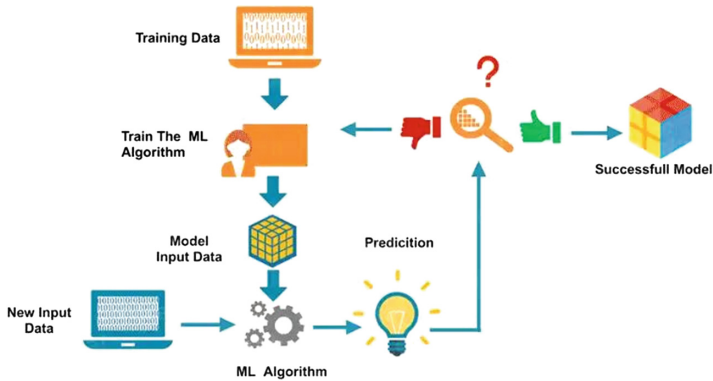 Training Data
?
Train The ML
Algorithm
Successfull Model
Model
Input Data
Predicition
New Input
Data
ML Algorithm